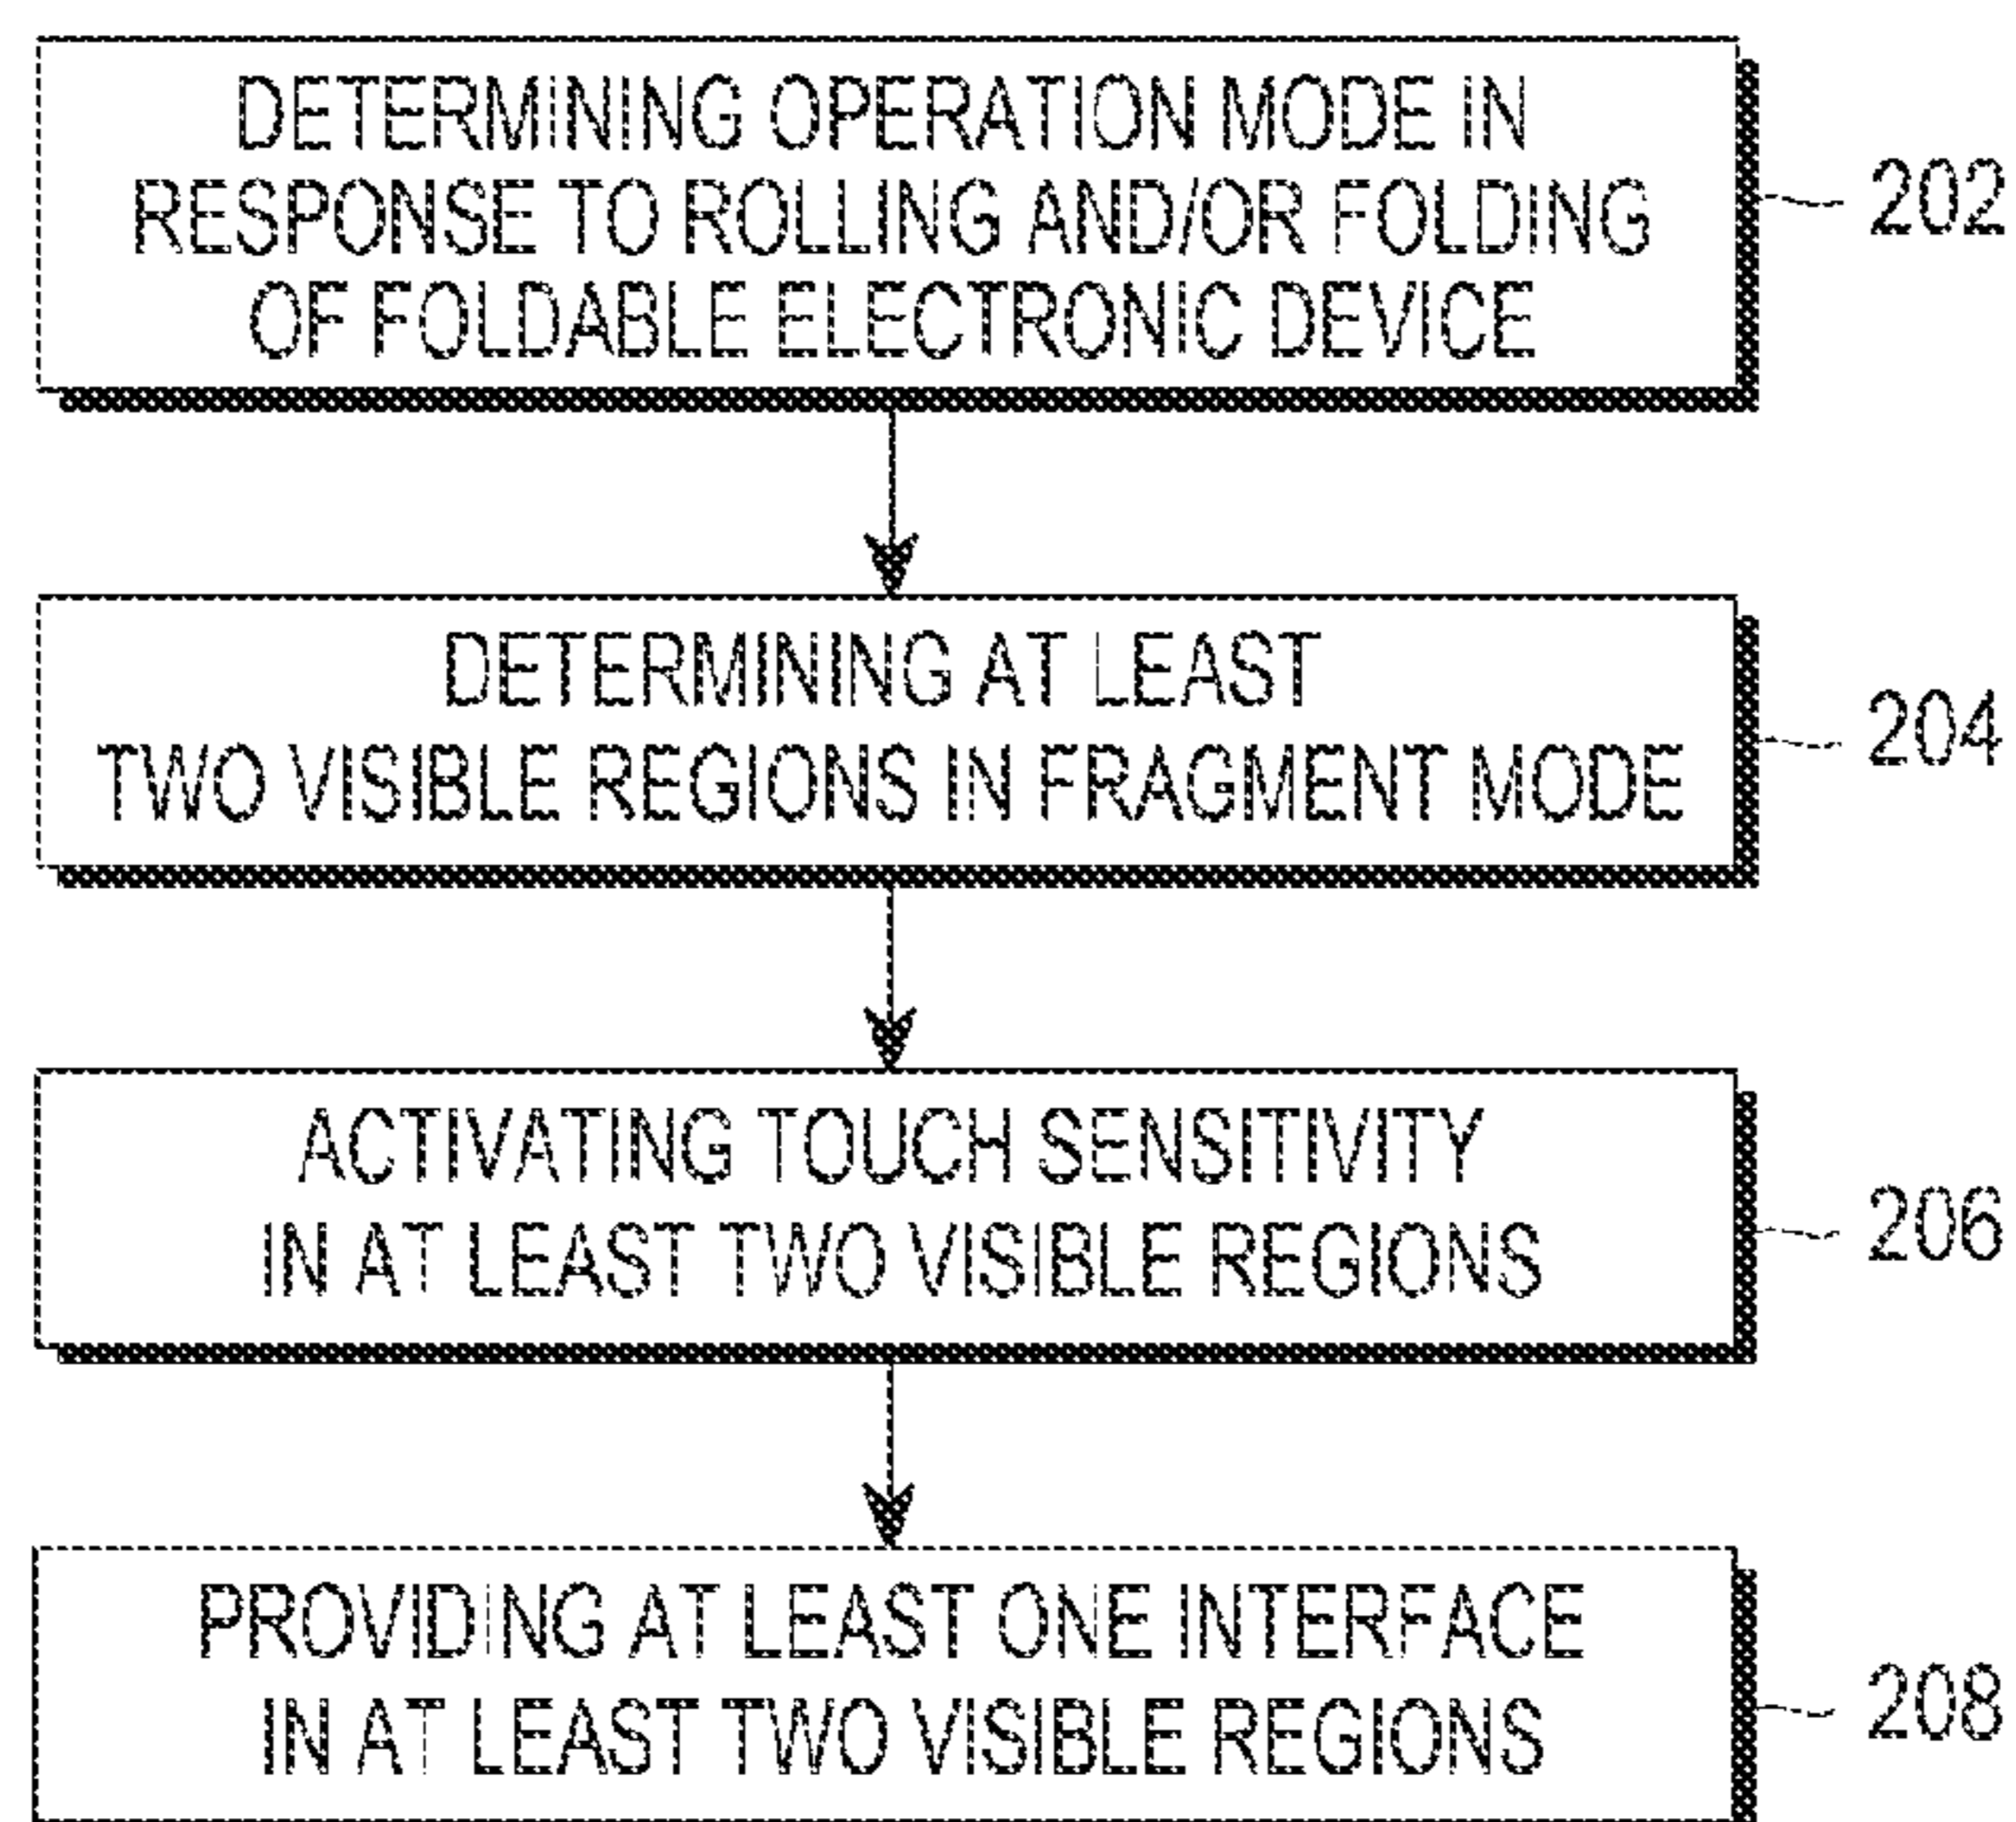 DETERMINING OPERATION MODE IN
RESPONSE TO ROLLING AND/OR FOLDING
OF FOLDABLE ELECTRONIC DEVICE
202
DETERMINING AT LEAST
TWO VISIBLE REGIONS IN FRAGMENT MODE
204
ACTIVATING TOUCH SENSITIVITY
IN AT LEAST TWO VISIBLE REGIONS
206
PROVIDING AT LEAST ONE INTERFACE
IN AT LEAST TWO VISIBLE REGIONS
208